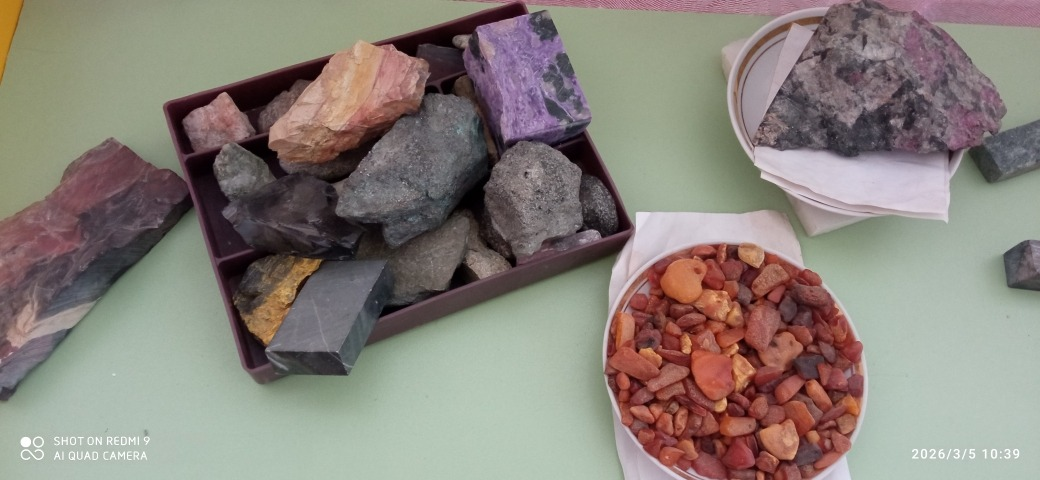 SHOT ON REDMI 9
AI QUAD CAMERA
2026/3/5 10:39